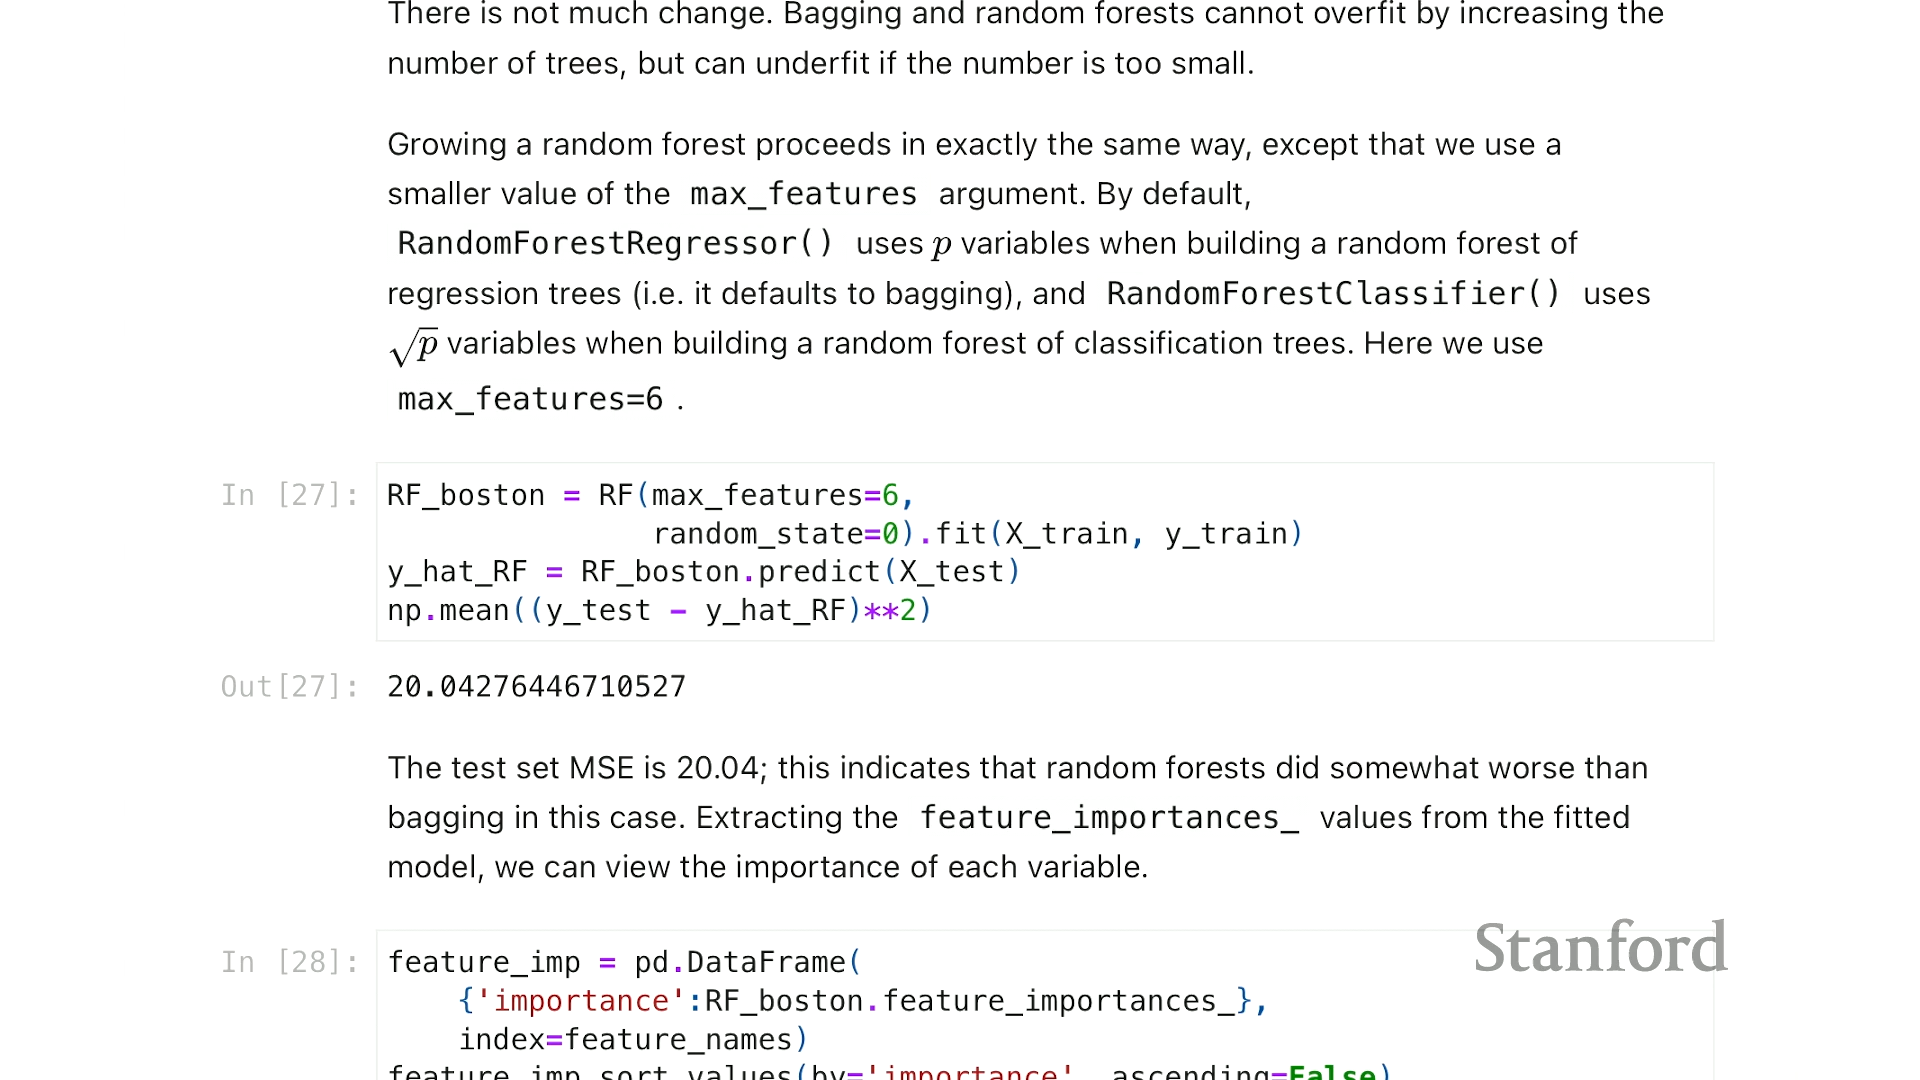 There is not much change. Bagging and random forests cannot overfit by increasing the
number of trees, but can underfit if the number is too small.
Growing a random forest proceeds in exactly the same way, except that we use a
smaller value of the max_features argument. By default,
RandomForestRegressor() uses p variables when building a random forest of
regression trees (i.e. it defaults to bagging), and RandomForestClassifier() uses
√p variables when building a random forest of classification trees. Here we use
max_features=6 .
In [27]: RF_boston = RF(max_features=6,
random_state=0).fit(X_train, y_train)
y_hat_RF = RF_boston.predict(X_test)
np.mean((y_test - y_hat_RF)**2)
Out[27]: 20.04276446710527
The test set MSE is 20.04; this indicates that random forests did somewhat worse than
bagging in this case. Extracting the feature_importances_ values from the fitted
model, we can view the importance of each variable.
Stanford
In [28]: feature_imp = pd.DataFrame(
{'importance':RF_boston.feature_importances_},
index=feature_names)
feature_imp.sort_values(by='importance', ascending=False)